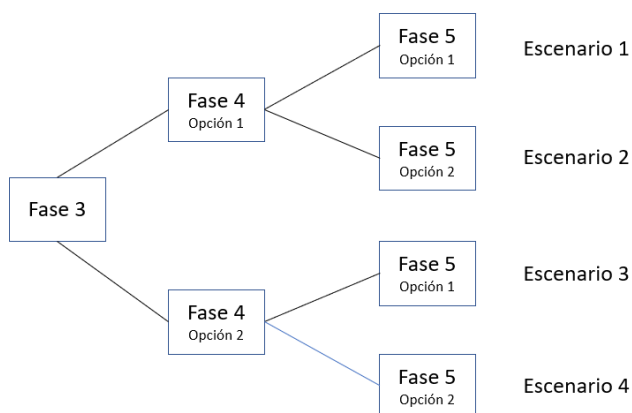 Fase 5
Opción 1
Escenario 1
Fase 4
Opción 1
Fase 5
Opción 2
Escenario 2
Fase 3
Fase 5
Opción 1
Escenario 3
Fase 4
Opción 2
Fase 5
Opción 2
Escenario 4